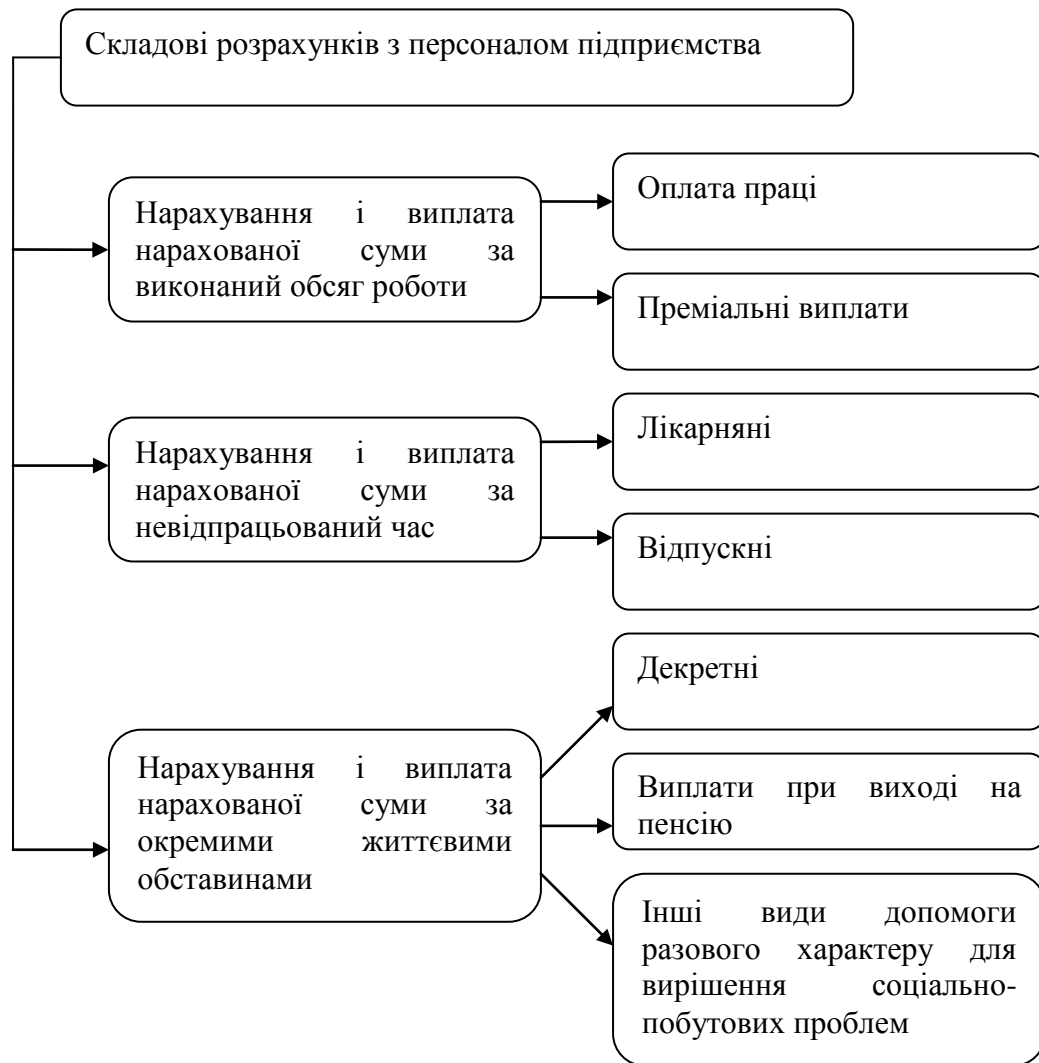 Складові розрахунків з персоналом підприємства
Нарахування і виплата
нарахованої суми за
виконаний обсяг роботи
Оплата праці
Преміальні виплати
Нарахування і виплата
нарахованої суми за
невідпрацьований час
Лікарняні
Відпускні
Нарахування і виплата
нарахованої суми за
окремими життєвими
обставинами
Декретні
Виплати при виході на
пенсію
Інші види допомоги
разового характеру для
вирішення соціально-
побутових проблем